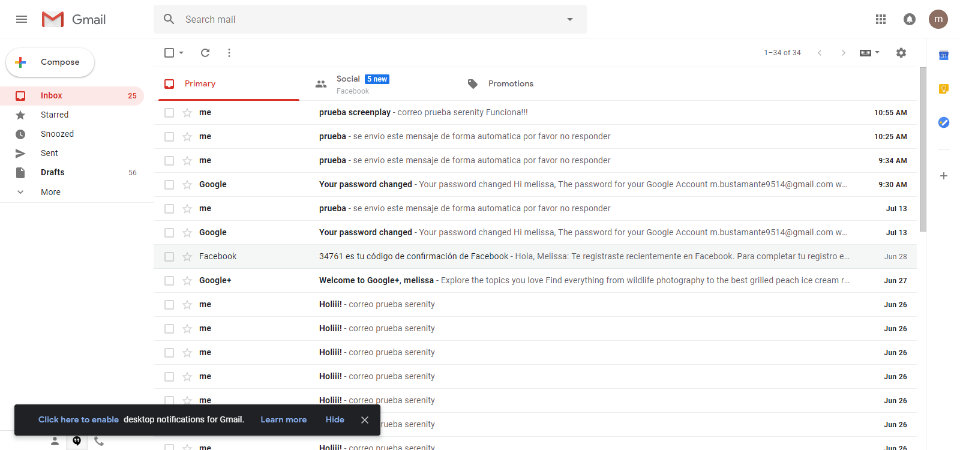 Gmail
Search mail
m
Compose
1–34 of 34
31
Primary
Social 5 new
Facebook
Promotions
Inbox 25
Starred
Snoozed
Sent
Drafts 56
More
me prueba screenplay - correo prueba serenity Funciona!!! 10:55 AM
me prueba - se envio este mensaje de forma automatica por favor no responder 10:25 AM
me prueba - se envio este mensaje de forma automatica por favor no responder 9:34 AM
Google Your password changed - Your password changed Hi melissa, The password for your Google Account m.bustamante9514@gmail.com w... 9:30 AM
me prueba - se envio este mensaje de forma automatica por favor no responder Jul 13
Google Your password changed - Your password changed Hi melissa, The password for your Google Account m.bustamante9514@gmail.com w... Jul 13
Facebook 34761 es tu código de confirmación de Facebook - Hola, Melissa: Te registraste recientemente en Facebook. Para completar tu registro e... Jun 28
Google+ Welcome to Google+, melissa - Explore the topics you love Find everything from wildlife photography to the best grilled peach ice cream r... Jun 27
me Holiii! - correo prueba serenity Jun 26
me Holiii! - correo prueba serenity Jun 26
me Holiii! - correo prueba serenity Jun 26
me Holiii! - correo prueba serenity Jun 26
me Holiii! - correo prueba serenity Jun 26
Click here to enable desktop notifications for Gmail. Learn more Hide
correo prueba serenity Jun 26
me Holiii! - correo prueba serenity Jun 26